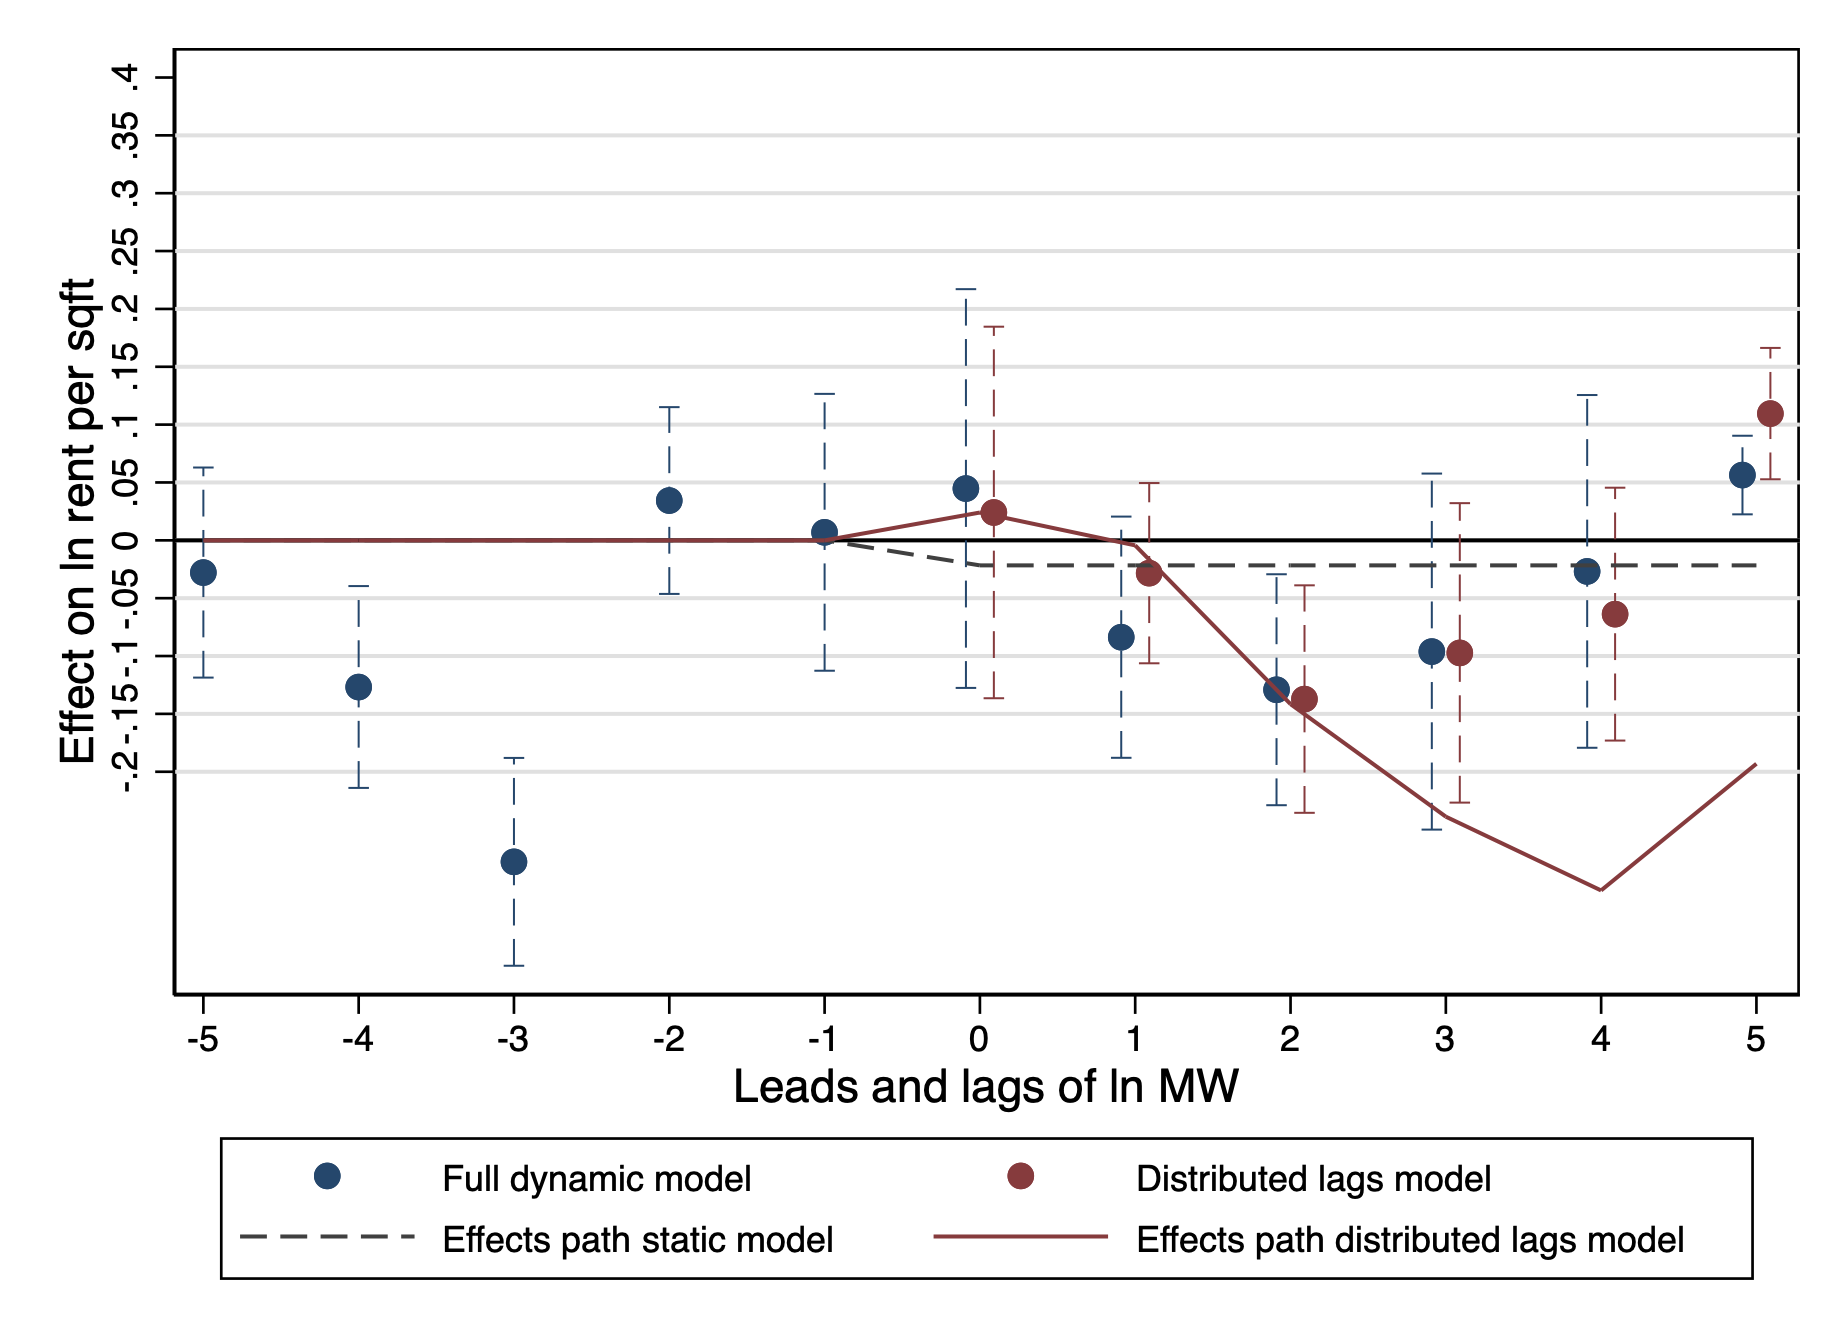 Effect on ln rent per sqft
.4
.35
.3
.25
.2
.15
.1
.05
0
-.05
-.1
-.15
-.2
-5 -4 -3 -2 -1 0 1 2 3 4 5
Leads and lags of ln MW
Full dynamic model Distributed lags model
Effects path static model Effects path distributed lags model